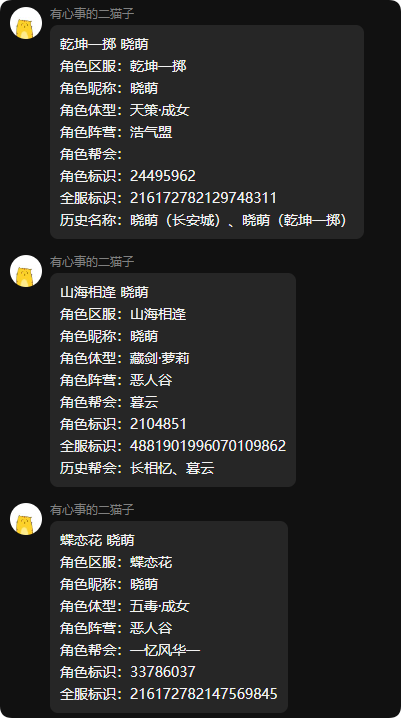 有心事的二猫子
乾坤一掷 晓萌
角色区服：乾坤一掷
角色昵称：晓萌
角色体型：天策·成女
角色阵营：浩气盟
角色帮会：
角色标识：24495962
全服标识：216172782129748311
历史名称：晓萌（长安城）、晓萌（乾坤一掷）
有心事的二猫子
山海相逢 晓萌
角色区服：山海相逢
角色昵称：晓萌
角色体型：藏剑·萝莉
角色阵营：恶人谷
角色帮会：暮云
角色标识：2104851
全服标识：4881901996070109862
历史帮会：长相忆、暮云
有心事的二猫子
蝶恋花 晓萌
角色区服：蝶恋花
角色昵称：晓萌
角色体型：五毒·成女
角色阵营：恶人谷
角色帮会：一忆风华一
角色标识：33786037
全服标识：216172782147569845